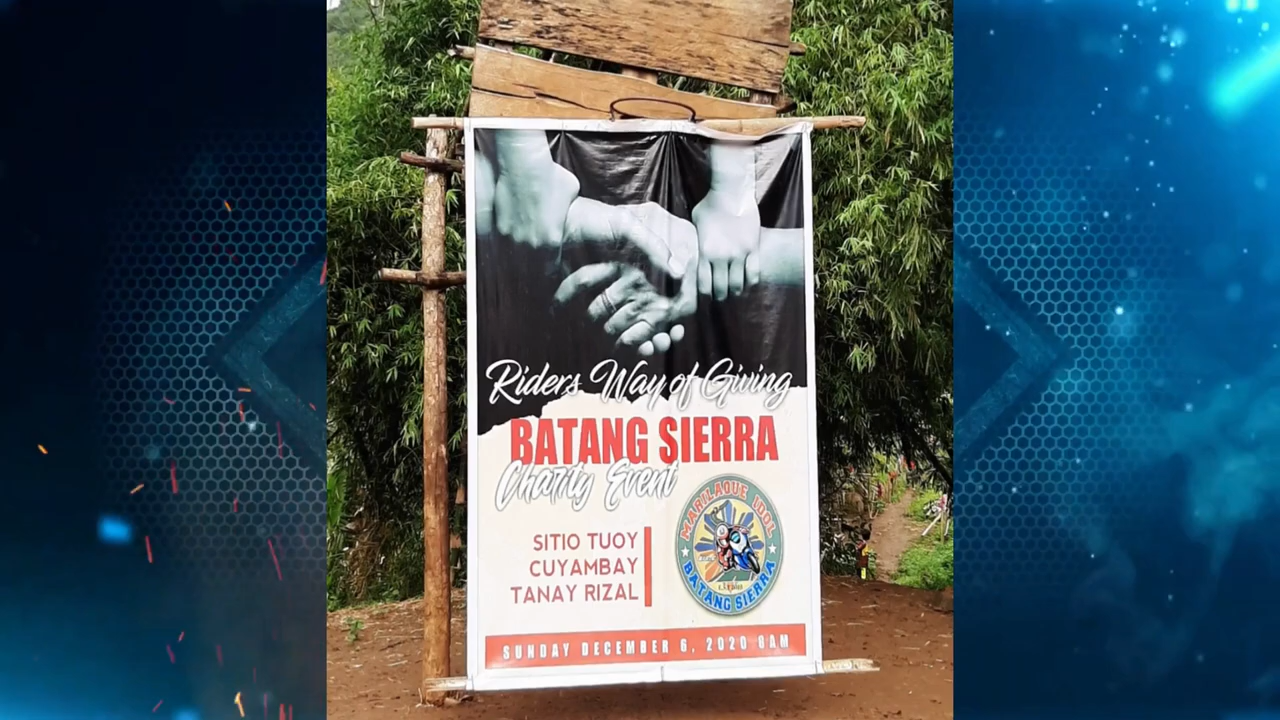 Riders Way of Giving
BATANG SIERRA
Charity Event
SITIO TUOY
CUYAMBAY
TANAY RIZAL
MARILAQUE IDOL
BATANG SIERRA
SUNDAY DECEMBER 6, 2020 8AM